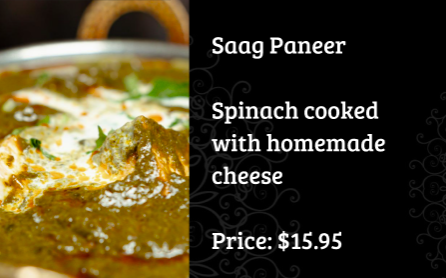 Saag Paneer
Spinach cooked
with homemade
cheese
Price: $15.95